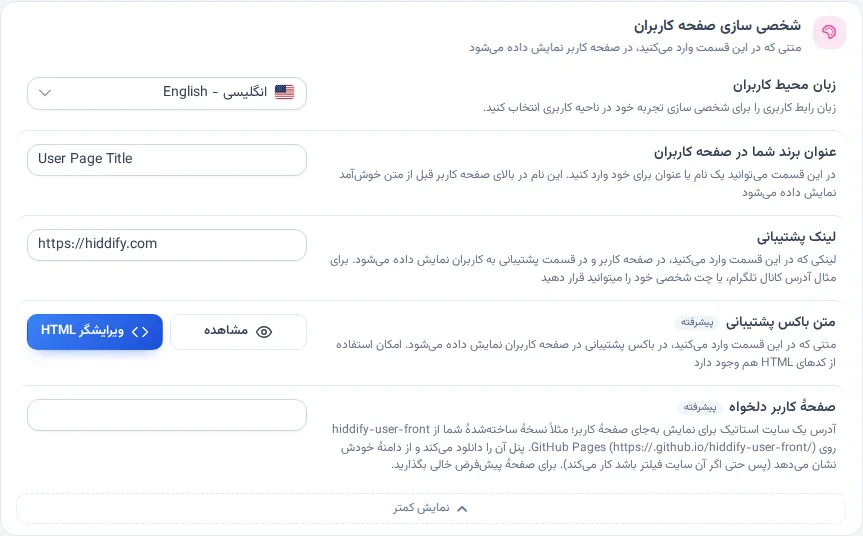 شخصی سازی صفحه کاربران
متنی که در این قسمت وارد می‌کنید، در صفحه کاربر نمایش داده می‌شود
زبان محیط کاربران
زبان رابط کاربری را برای شخصی سازی تجربه خود در ناحیه کاربری انتخاب کنید.
انگلیسی - English
عنوان برند شما در صفحه کاربران
در این قسمت می‌توانید یک نام یا عنوان برای خود وارد کنید. این نام در بالای صفحه کاربر قبل از متن خوش‌آمد
نمایش داده می‌شود
User Page Title
لینک پشتیبانی
لینکی که در این قسمت وارد می‌کنید، در صفحه کاربر و در قسمت پشتیبانی به کاربران نمایش داده می‌شود. برای
مثال آدرس کانال تلگرام، یا چت شخصی خود را میتوانید قرار دهید
https://hiddify.com
متن باکس پشتیبانی پیشرفته
متنی که در این قسمت وارد می‌کنید، در باکس پشتیبانی در صفحه کاربران نمایش داده می‌شود. امکان استفاده
از کدهای HTML هم وجود دارد
مشاهده
ویرایشگر HTML
صفحهٔ کاربر دلخواه پیشرفته
آدرس یک سایت استاتیک برای نمایش به‌جای صفحهٔ کاربر؛ مثلاً نسخهٔ ساخته‌شدهٔ شما از hiddify-user-front
روی GitHub Pages (https://.github.io/hiddify-user-front/). پنل آن را دانلود می‌کند و از دامنهٔ خودش
نشان می‌دهد (پس حتی اگر آن سایت فیلتر باشد کار می‌کند). برای صفحهٔ پیش‌فرض خالی بگذارید.
نمایش کمتر